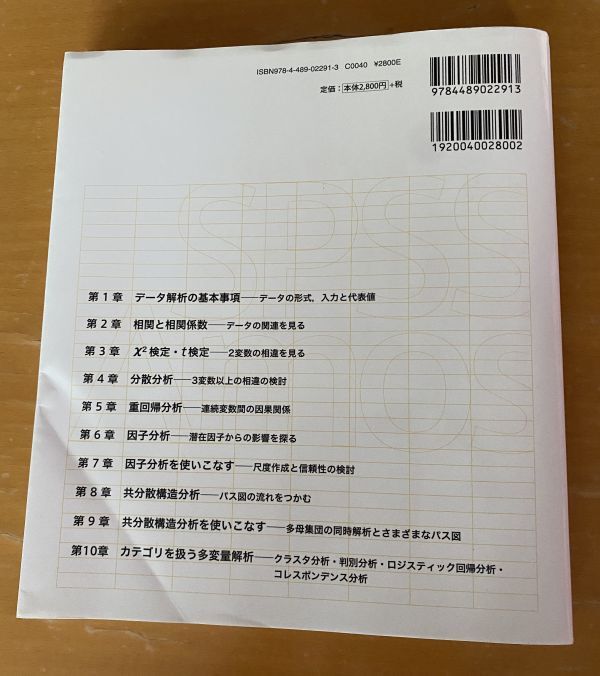 ISBN978-4-489-02291-3 C0040 ¥2800E
定価：本体2,800円+税
9784489022913
1920040028002
SPSS
Amos
第1章 データ解析の基本事項──データの形式，入力と代表値
第2章 相関と相関係数──データの関連を見る
第3章 χ²検定・t検定──2変数の相違を見る
第4章 分散分析──3変数以上の相違の検討
第5章 重回帰分析──連続変数間の因果関係
第6章 因子分析──潜在因子からの影響を探る
第7章 因子分析を使いこなす──尺度作成と信頼性の検討
第8章 共分散構造分析──パス図の流れをつかむ
第9章 共分散構造分析を使いこなす──多母集団の同時解析とさまざまなパス図
第10章 カテゴリを扱う多変量解析──クラスタ分析・判別分析・ロジスティック回帰分析・
コレスポンデンス分析